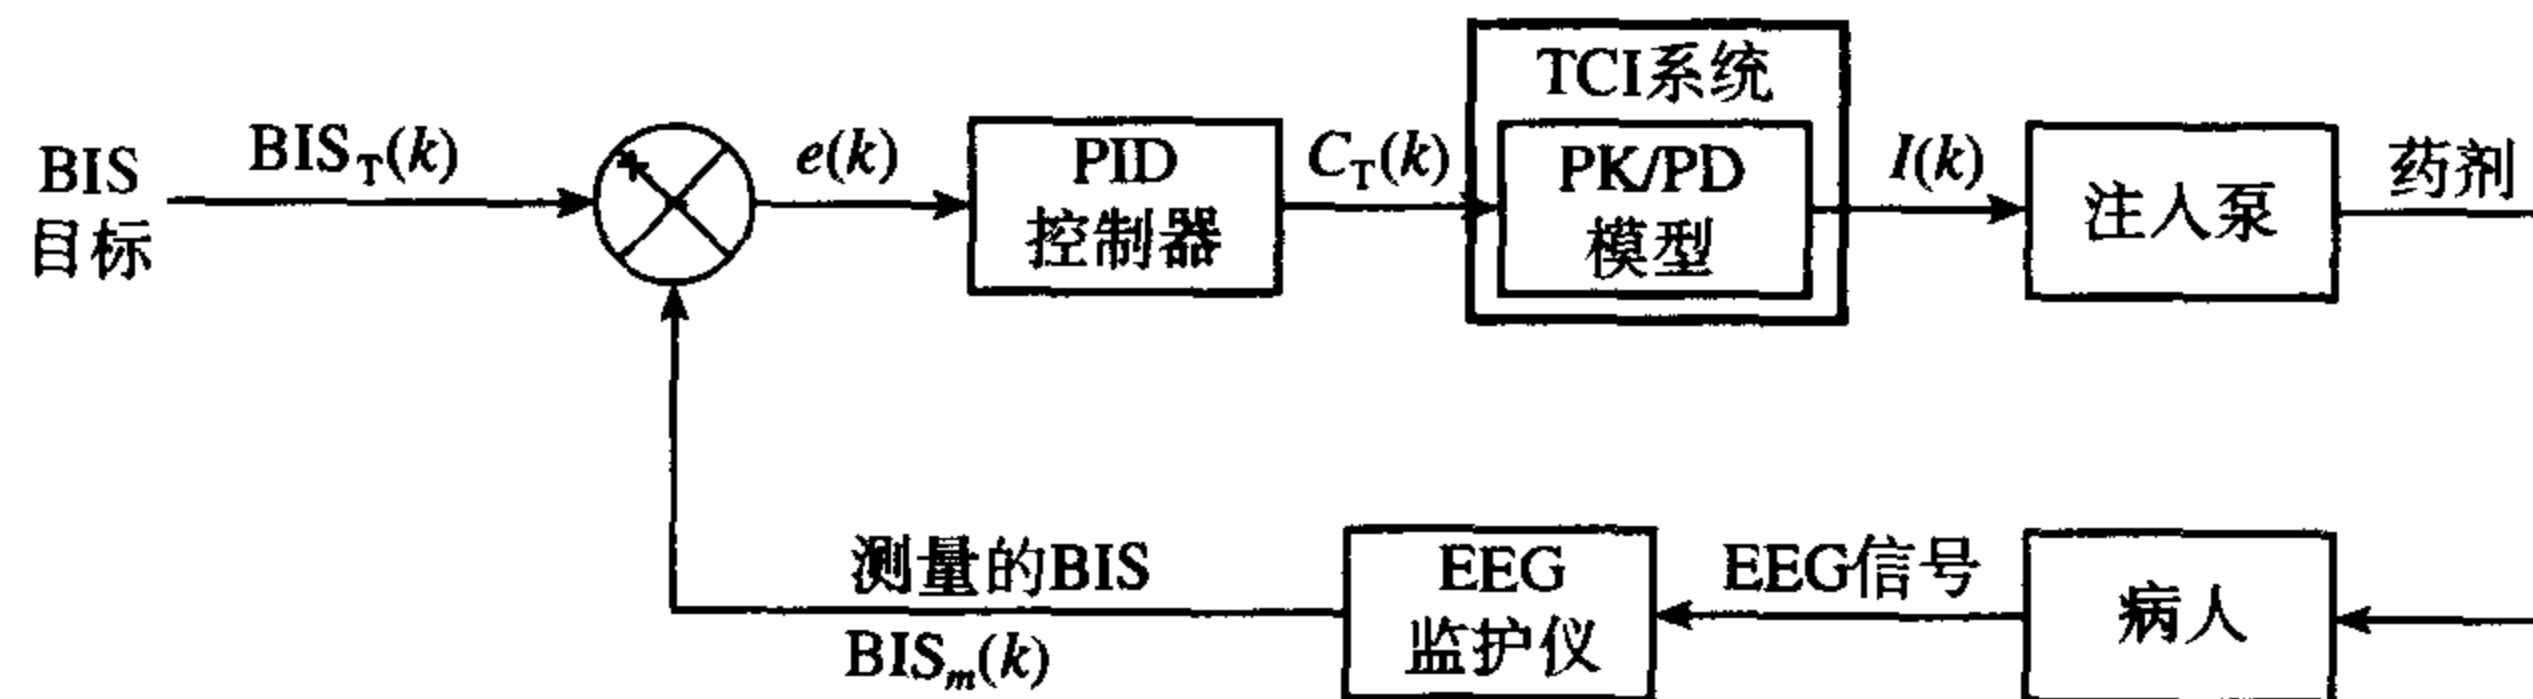 BIS
目标
BIS_T(k)
e(k)
PID
控制器
C_T(k)
TCI系统
PK/PD
模型
I(k)
注入泵
药剂
测量的BIS
BIS_m(k)
EEG
监护仪
EEG信号
病人